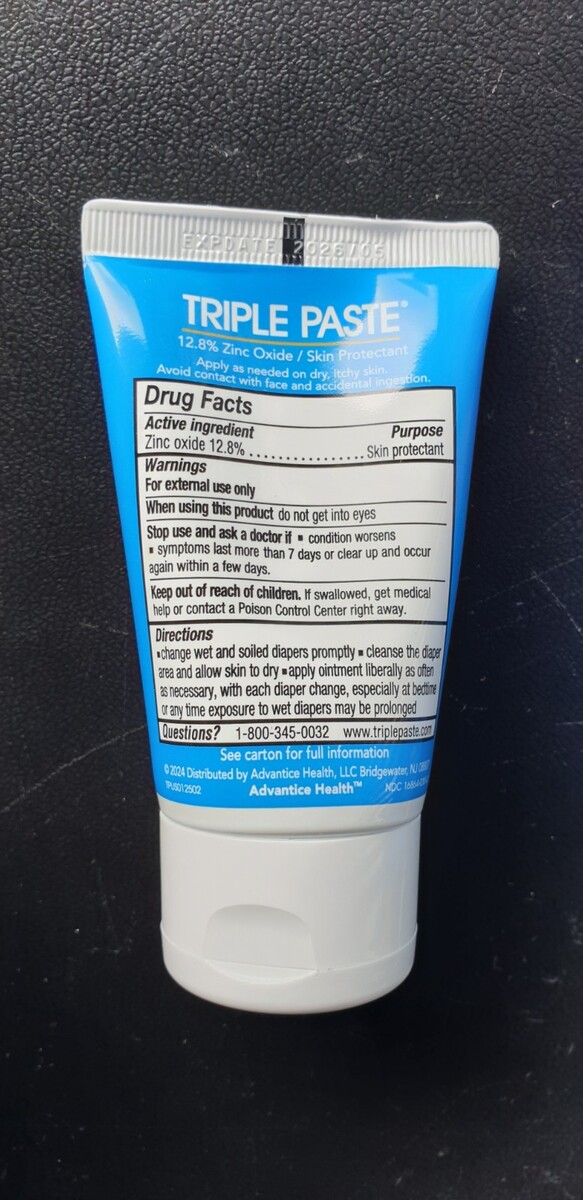 EXPDATE 2026/05
TRIPLE PASTE®
12.8% Zinc Oxide / Skin Protectant
Apply as needed on dry, itchy skin.
Avoid contact with face and accidental ingestion.
Drug Facts
Active ingredient Purpose
Zinc oxide 12.8%................... Skin protectant
Warnings
For external use only
When using this product do not get into eyes
Stop use and ask a doctor if ▪ condition worsens
▪ symptoms last more than 7 days or clear up and occur
again within a few days.
Keep out of reach of children. If swallowed, get medical
help or contact a Poison Control Center right away.
Directions
▪ change wet and soiled diapers promptly ▪ cleanse the diaper
area and allow skin to dry ▪ apply ointment liberally as often
as necessary, with each diaper change, especially at bedtime
or any time exposure to wet diapers may be prolonged
Questions? 1-800-345-0032 www.triplepaste.com
See carton for full information
© 2024 Distributed by Advantice Health, LLC Bridgewater, NJ
TPU5012502 Advantice Health™ NDC